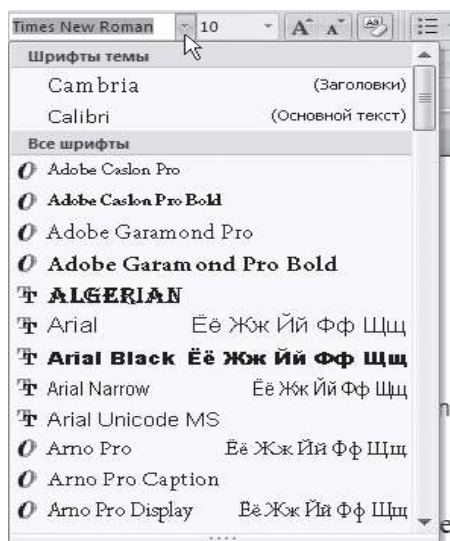 Times New Roman 10
Шрифты темы
Cambria (Заголовки)
Calibri (Основной текст)
Все шрифты
Adobe Caslon Pro
Adobe Caslon Pro Bold
Adobe Garamond Pro
Adobe Garamond Pro Bold
ALGERIAN
Arial Ёё Жж Йй Фф Щщ
Arial Black Ёё Жж Йй Фф Щщ
Arial Narrow Ёё Жж Йй Фф Щщ
Arial Unicode MS
Arno Pro Ёё Жж Йй Фф Щщ
Arno Pro Caption
Arno Pro Display Ёё Жж Йй Фф Щщ